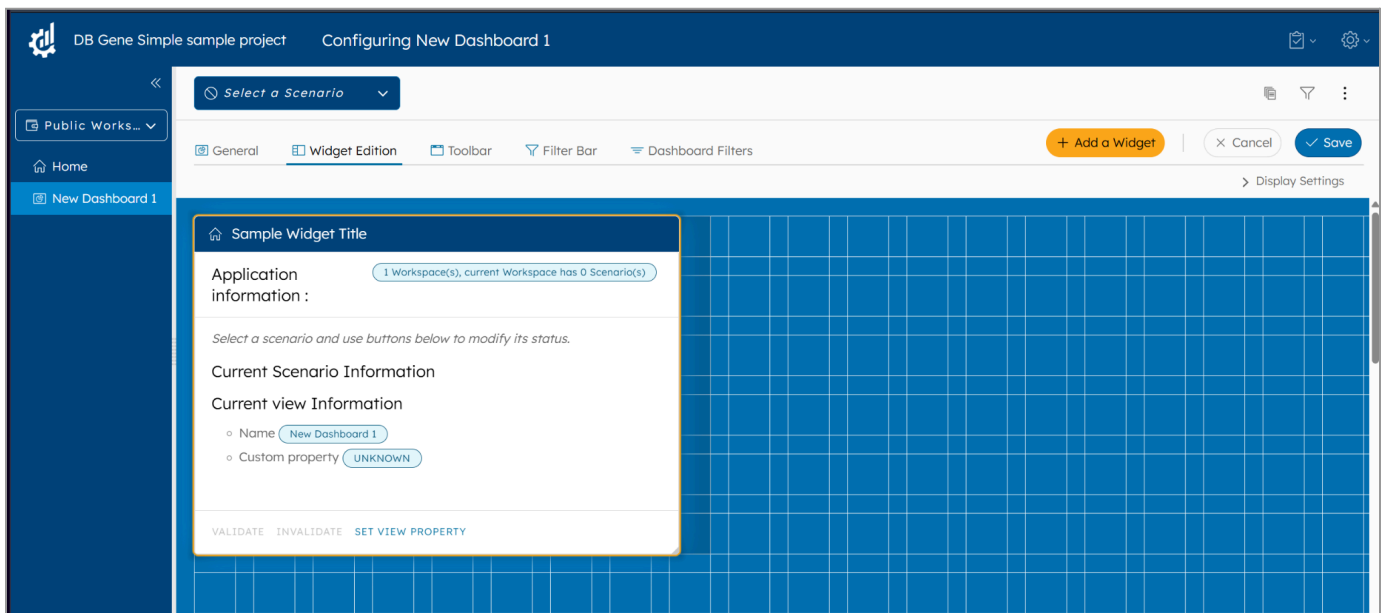 DB Gene Simple sample project
Configuring New Dashboard 1
Public Works...
Home
New Dashboard 1
Select a Scenario
General
Widget Edition
Toolbar
Filter Bar
Dashboard Filters
+ Add a Widget
Cancel
Save
Display Settings
Sample Widget Title
Application
information :
1 Workspace(s), current Workspace has 0 Scenario(s)
Select a scenario and use buttons below to modify its status.
Current Scenario Information
Current view Information
Name New Dashboard 1
Custom property UNKNOWN
VALIDATE INVALIDATE SET VIEW PROPERTY